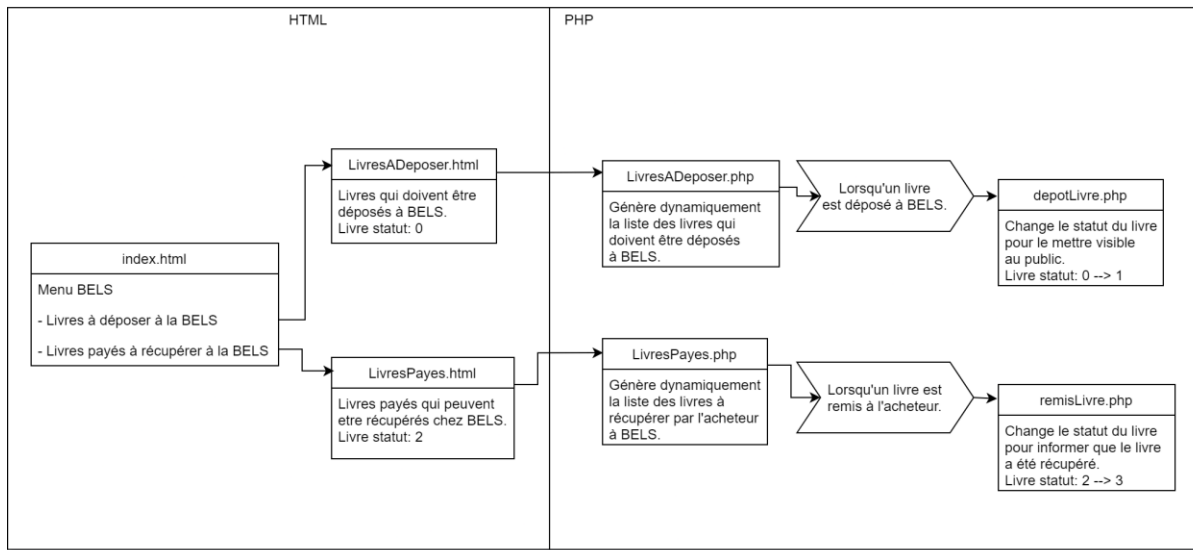 HTML
PHP
index.html
Menu BELS
- Livres à déposer à la BELS
- Livres payés à récupérer à la BELS
LivresADeposer.html
Livres qui doivent être
déposés à BELS.
Livre statut: 0
LivresADeposer.php
Génère dynamiquement
la liste des livres qui
doivent être déposés
à BELS.
Lorsqu'un livre
est déposé à BELS.
depotLivre.php
Change le statut du livre
pour le mettre visible
au public.
Livre statut: 0 --> 1
LivresPayes.html
Livres payés qui peuvent
etre récupérés chez BELS.
Livre statut: 2
LivresPayes.php
Génère dynamiquement
la liste des livres à
récupérer par l'acheteur
à BELS.
Lorsqu'un livre est
remis à l'acheteur.
remisLivre.php
Change le statut du livre
pour informer que le livre
a été récupéré.
Livre statut: 2 --> 3